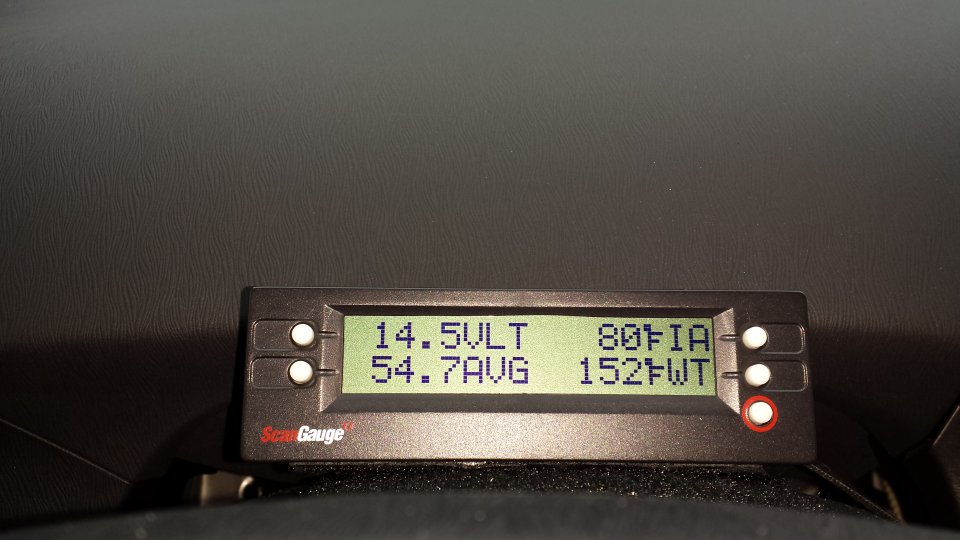 14.5VLT 80°FIA
54.7AVG 152°FWT
ScanGauge